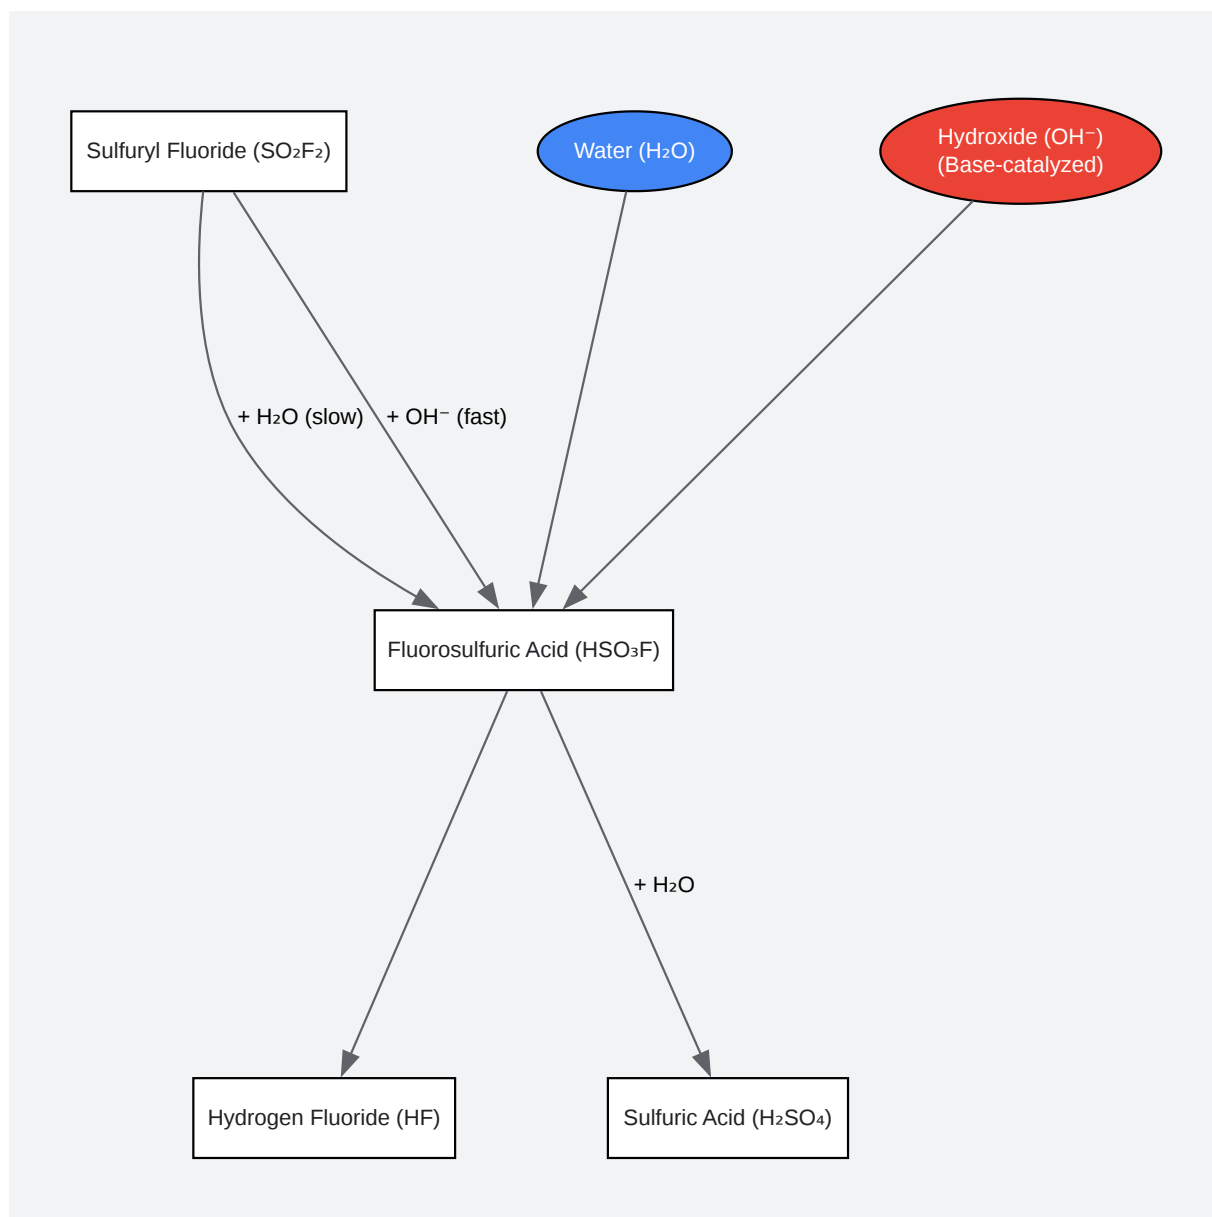 Sulfuryl Fluoride (SO₂F₂)
Water (H₂O)
Hydroxide (OH⁻)
(Base-catalyzed)
+ H₂O (slow)
+ OH⁻ (fast)
Fluorosulfuric Acid (HSO₃F)
+ H₂O
Hydrogen Fluoride (HF)
Sulfuric Acid (H₂SO₄)